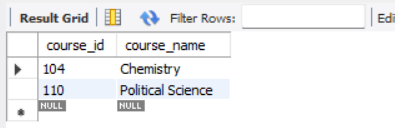 Result Grid Filter Rows: Edi
course_id course_name
104 Chemistry
110 Political Science
NULL NULL